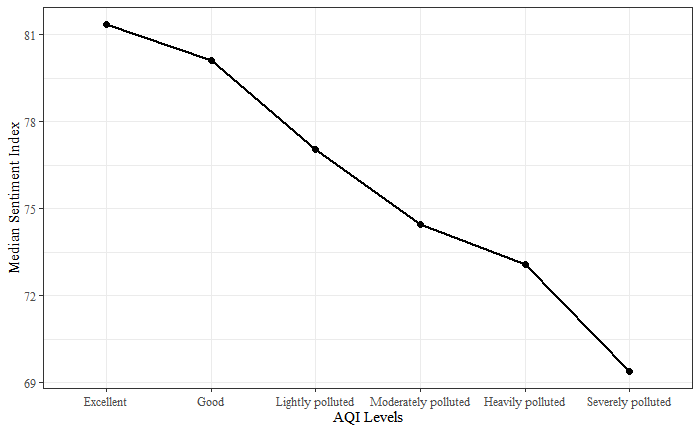 Median Sentiment Index
81
78
75
72
69
Excellent Good Lightly polluted Moderately polluted Heavily polluted Severely polluted
AQI Levels